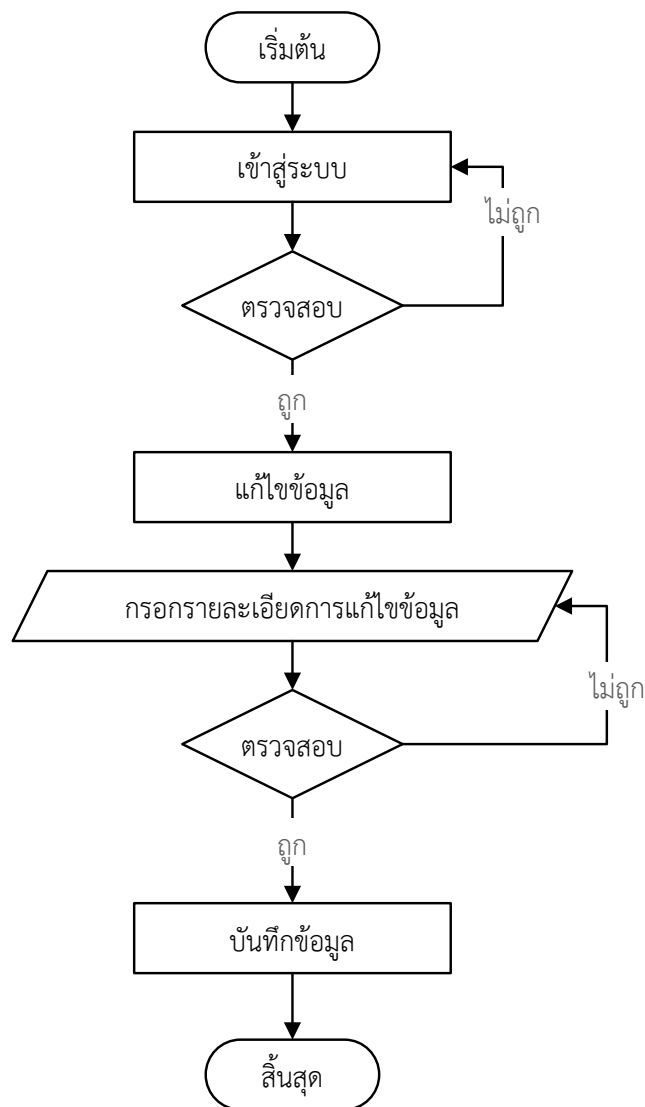 เริ่มต้น
เข้าสู่ระบบ
ไม่ถูก
ตรวจสอบ
ถูก
แก้ไขข้อมูล
กรอกรายละเอียดการแก้ไขข้อมูล
ไม่ถูก
ตรวจสอบ
ถูก
บันทึกข้อมูล
สิ้นสุด